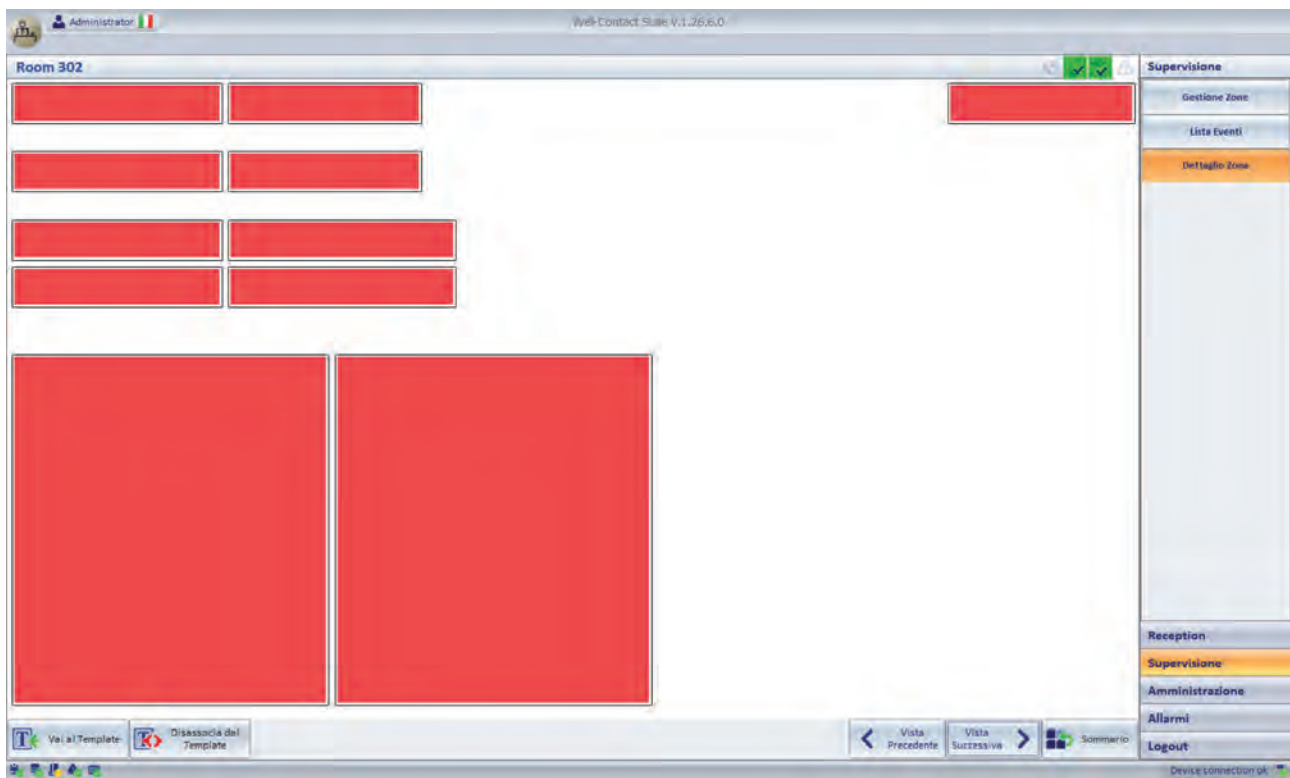 Administrator
Well-Contact Suite V.1.26.6.0
Room 302
Supervisione
Gestione Zone
Lista Eventi
Dettaglio Zona
Reception
Supervisione
Amministrazione
Allarmi
Logout
Vai al Template
Disassocia dal
Template
Vista
Precedente
Vista
Successiva
Sommario
Device connection ok